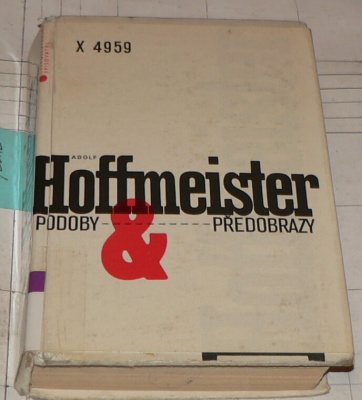 X 4959
ADOLF
Hoffmeister
PODOBY - - - - - - - - - - - - PŘEDOBRAZY
&